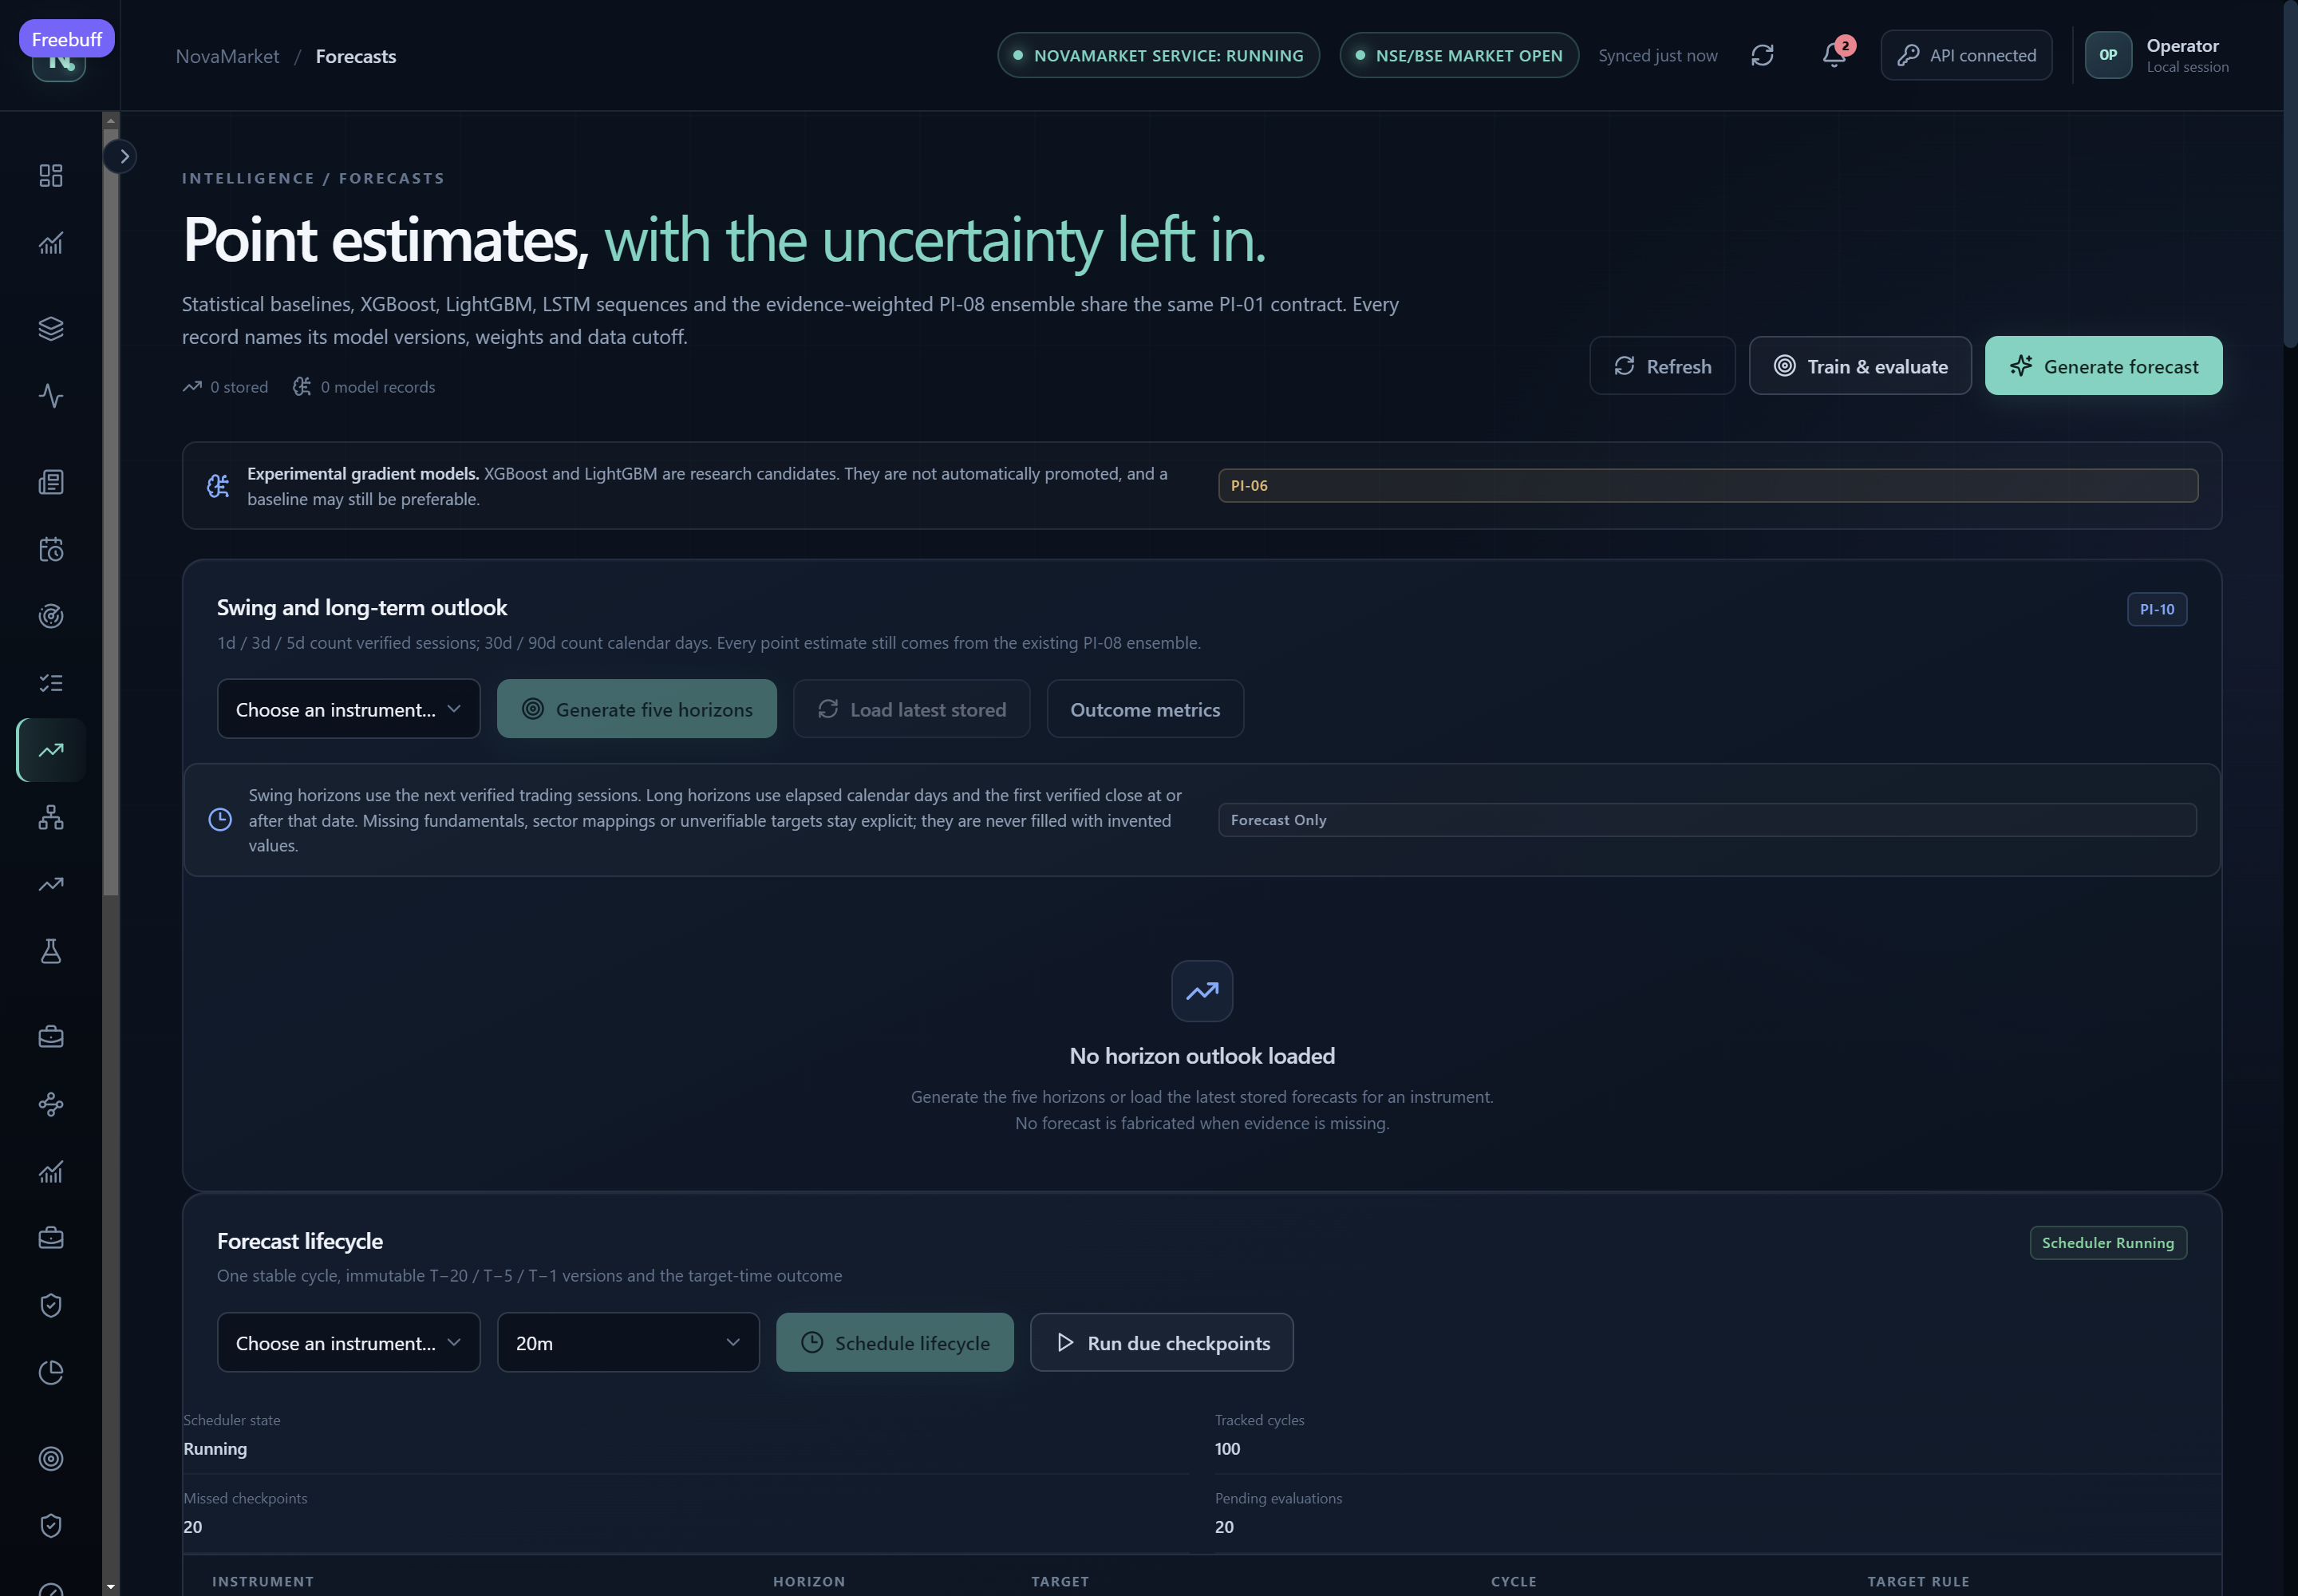 Freebuff
NovaMarket / Forecasts
NOVAMARKET SERVICE: RUNNING
NSE/BSE MARKET OPEN
Synced just now
2
API connected
OP
Operator
Local session
INTELLIGENCE / FORECASTS
Point estimates, with the uncertainty left in.
Statistical baselines, XGBoost, LightGBM, LSTM sequences and the evidence-weighted PI-08 ensemble share the same PI-01 contract. Every
record names its model versions, weights and data cutoff.
0 stored
0 model records
Refresh
Train & evaluate
Generate forecast
Experimental gradient models. XGBoost and LightGBM are research candidates. They are not automatically promoted, and a
baseline may still be preferable.
PI-06
Swing and long-term outlook
PI-10
1d / 3d / 5d count verified sessions; 30d / 90d count calendar days. Every point estimate still comes from the existing PI-08 ensemble.
Choose an instrument...
Generate five horizons
Load latest stored
Outcome metrics
Swing horizons use the next verified trading sessions. Long horizons use elapsed calendar days and the first verified close at or
after that date. Missing fundamentals, sector mappings or unverifiable targets stay explicit; they are never filled with invented
values.
Forecast Only
No horizon outlook loaded
Generate the five horizons or load the latest stored forecasts for an instrument.
No forecast is fabricated when evidence is missing.
Forecast lifecycle
Scheduler Running
One stable cycle, immutable T−20 / T−5 / T−1 versions and the target-time outcome
Choose an instrument...
20m
Schedule lifecycle
Run due checkpoints
Scheduler state
Running
Tracked cycles
100
Missed checkpoints
20
Pending evaluations
20
INSTRUMENT
HORIZON
TARGET
CYCLE
TARGET RULE